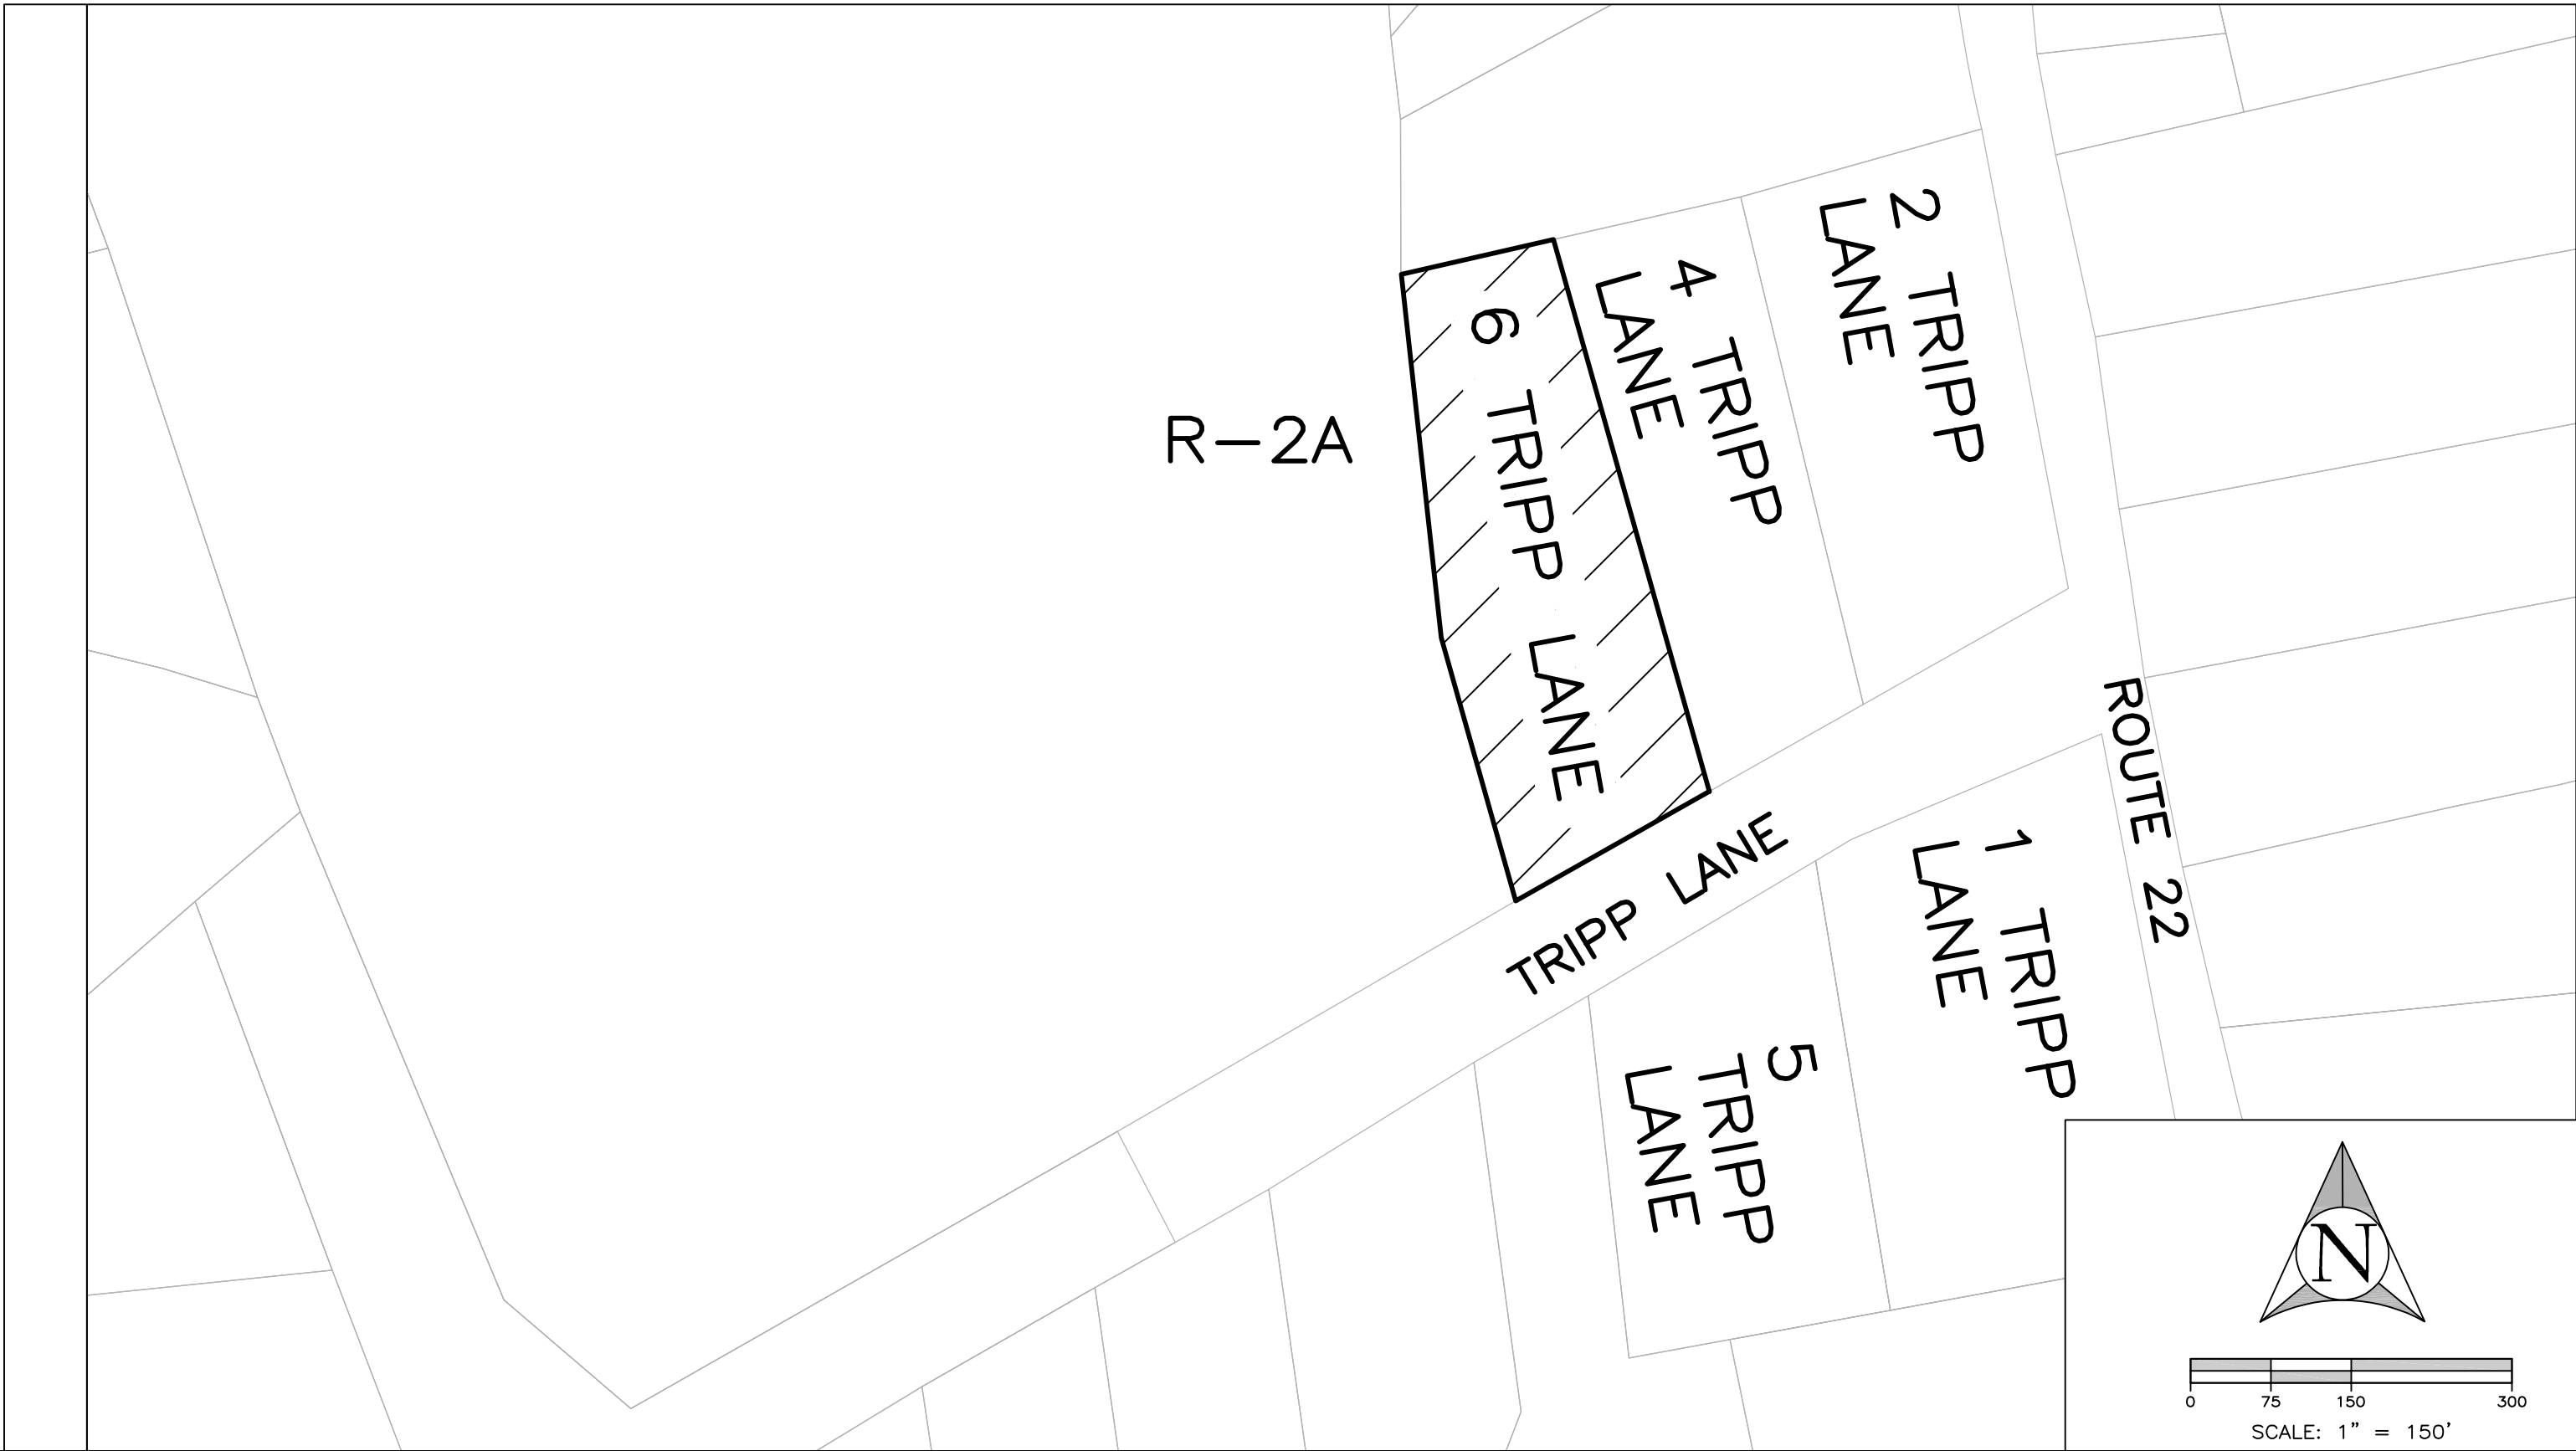 2 TRIPP
LANE
4 TRIPP
LANE
6 TRIPP LANE
R-2A
ROUTE 22
TRIPP LANE
1 TRIPP
LANE
5
TRIPP
LANE
N
0 75 150 300
SCALE: 1" = 150'